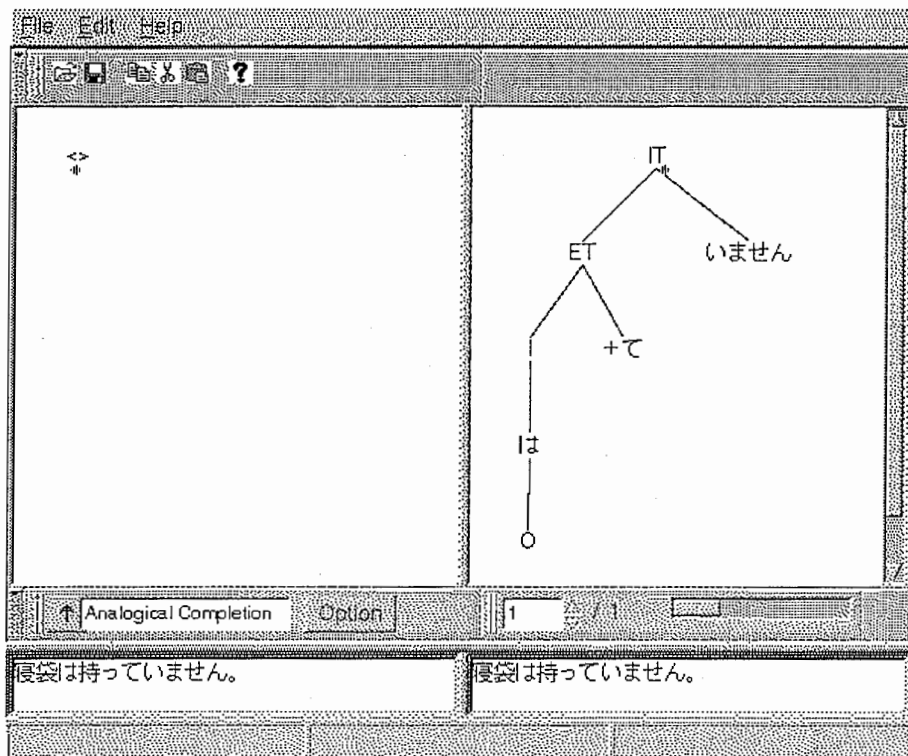 File Edit Help
?
<>
IT
ET いません
+て
は
O
↑ Analogical Completion Option 1 / 1
寝袋は持っていません。 寝袋は持っていません。